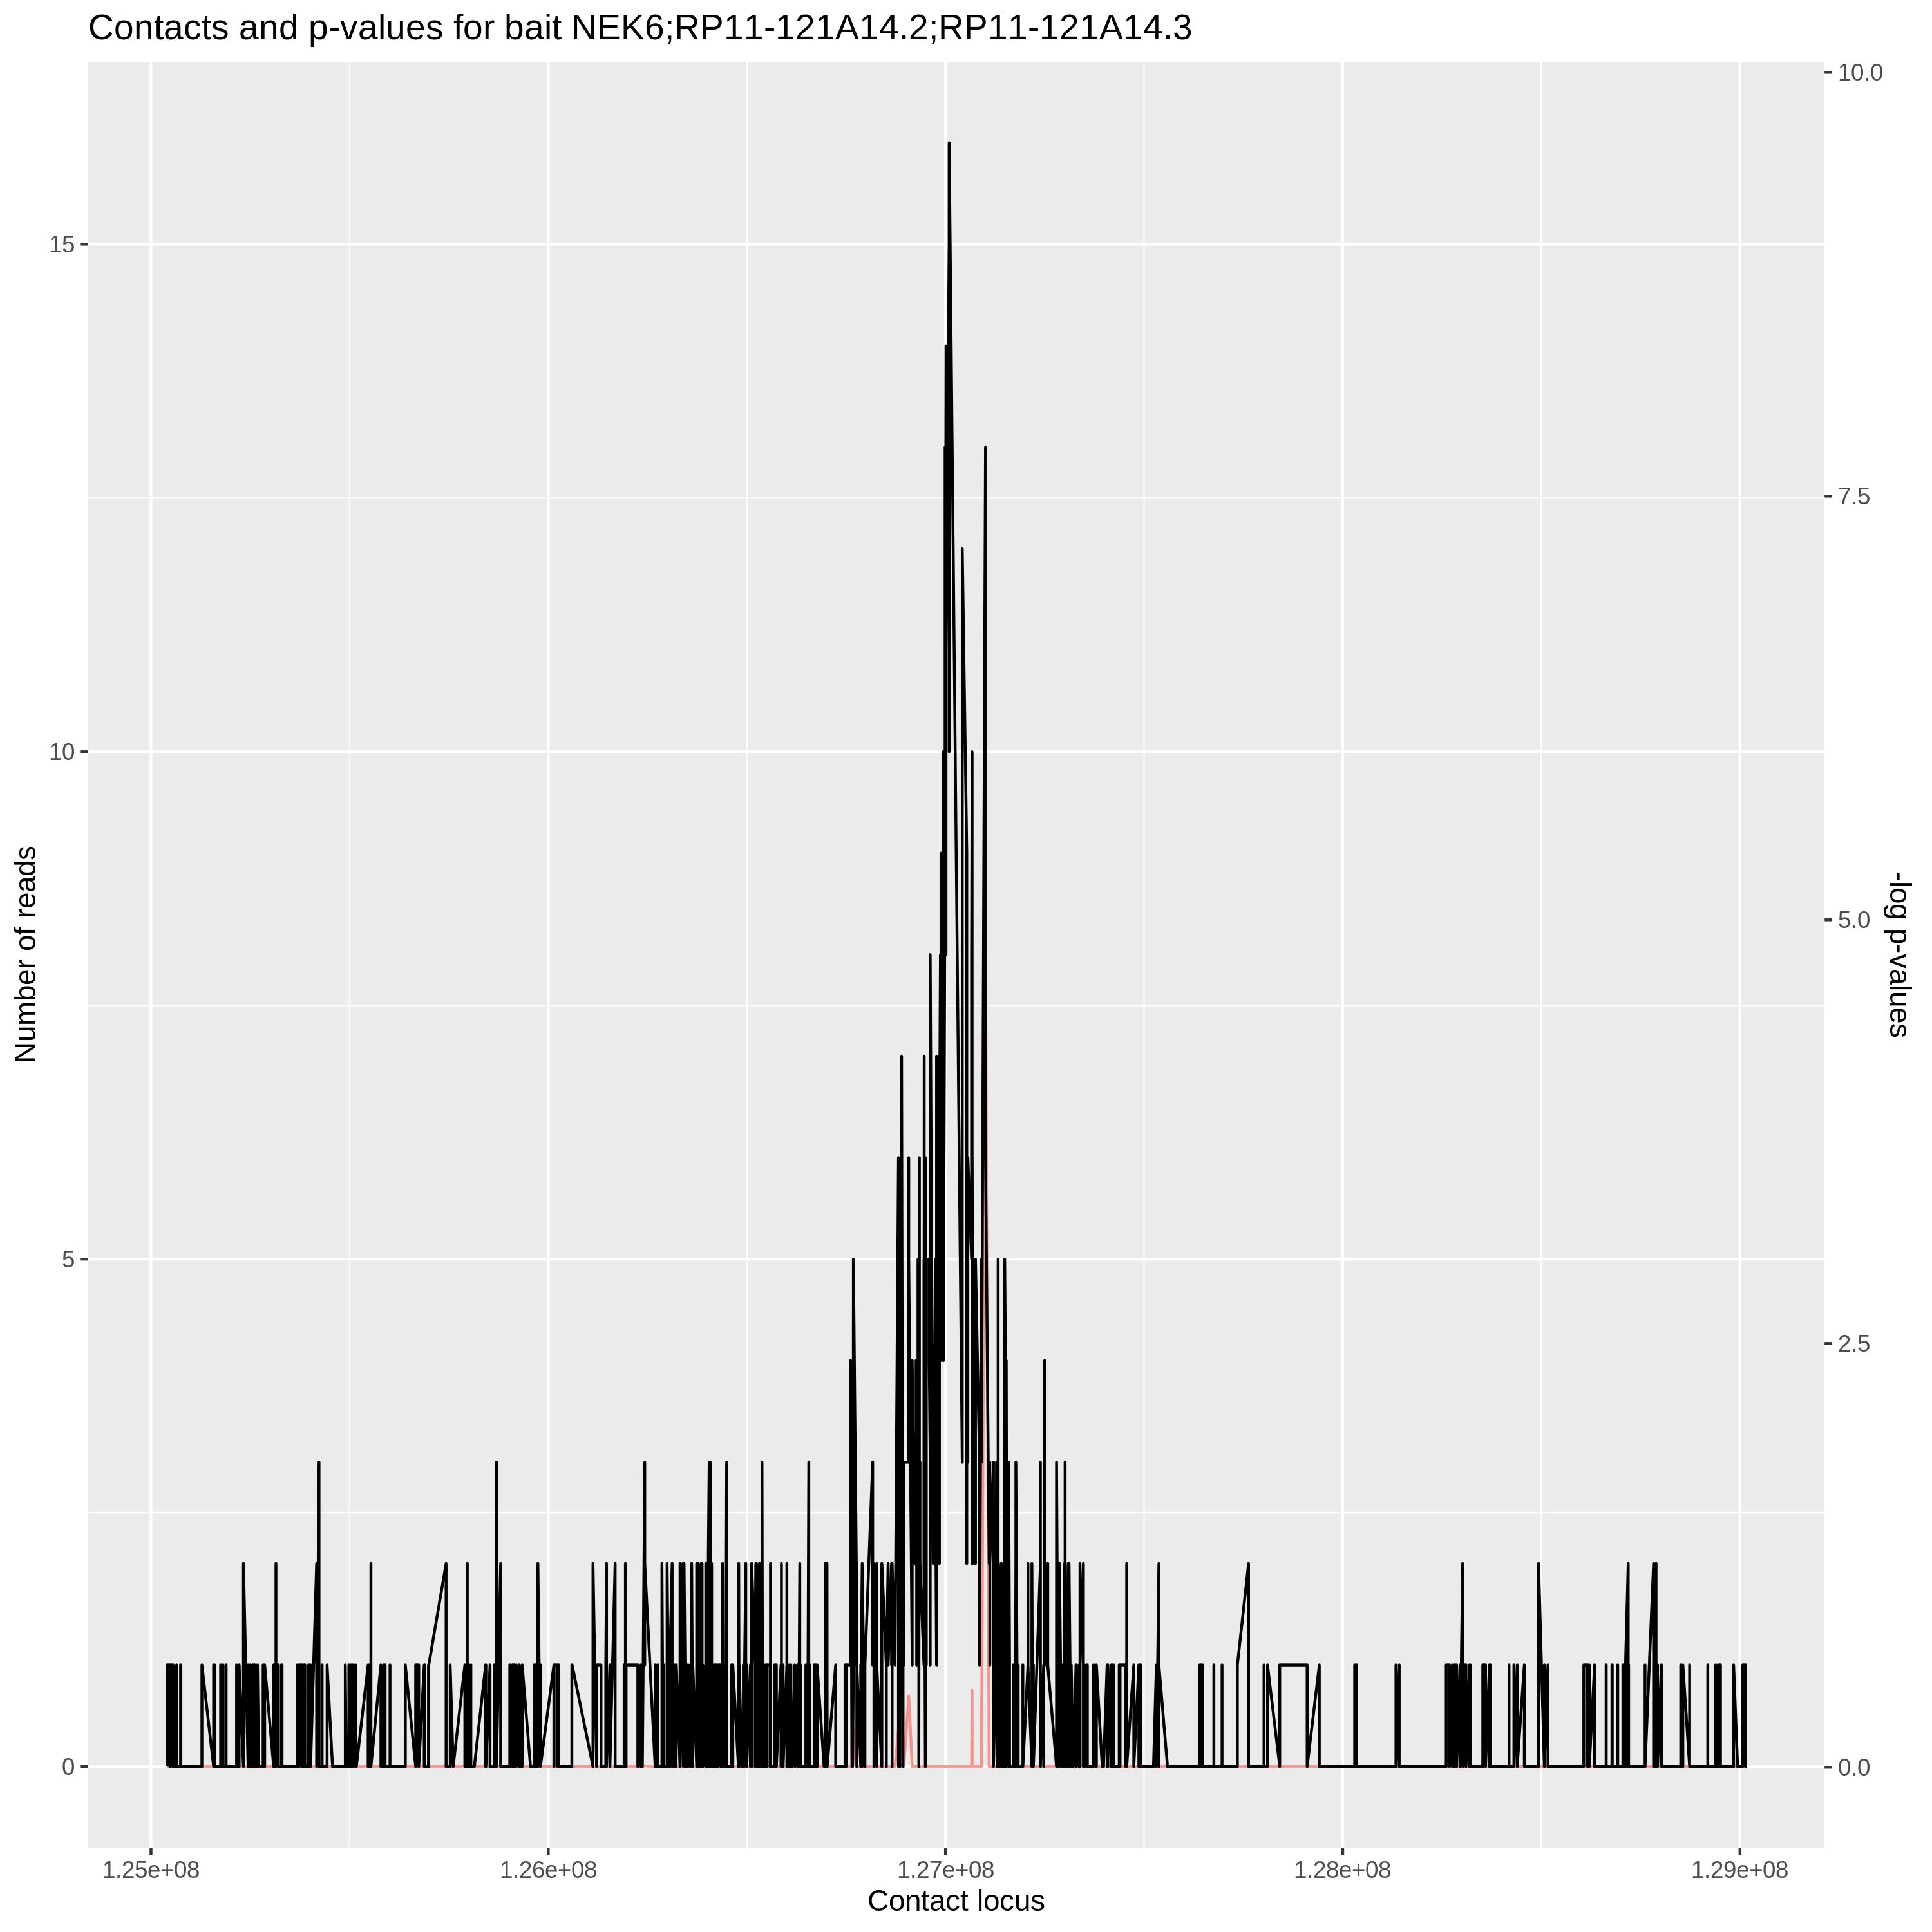 Contacts and p-values for bait NEK6;RP11-121A14.2;RP11-121A14.3
10.0
15
7.5
10
5.0
Number of reads
-log p-values
5
2.5
0
0.0
1.25e+08 1.26e+08 1.27e+08 1.28e+08 1.29e+08
Contact locus